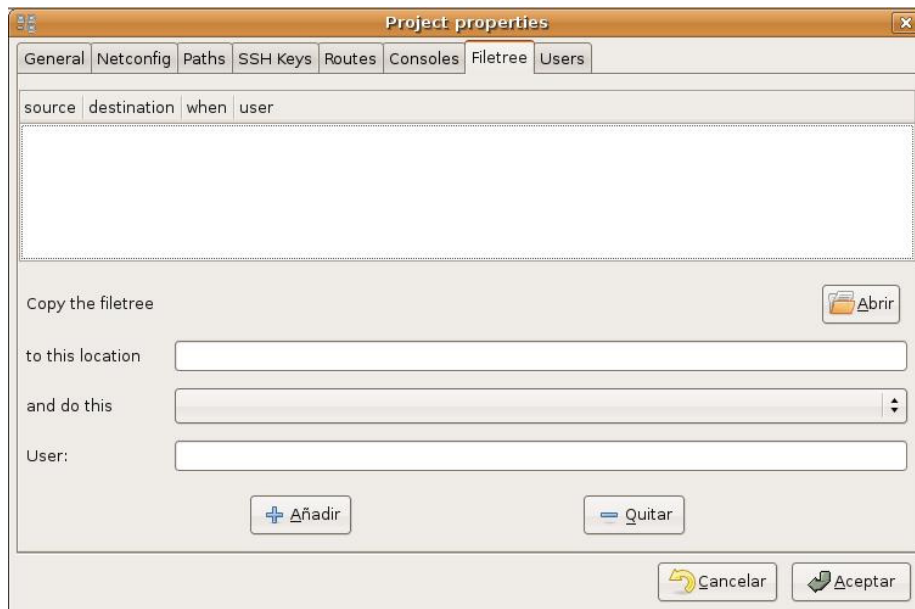 Project properties
General Netconfig Paths SSH Keys Routes Consoles Filetree Users
source destination when user
Copy the filetree Abrir
to this location
and do this
User:
Añadir Quitar
Cancelar Aceptar